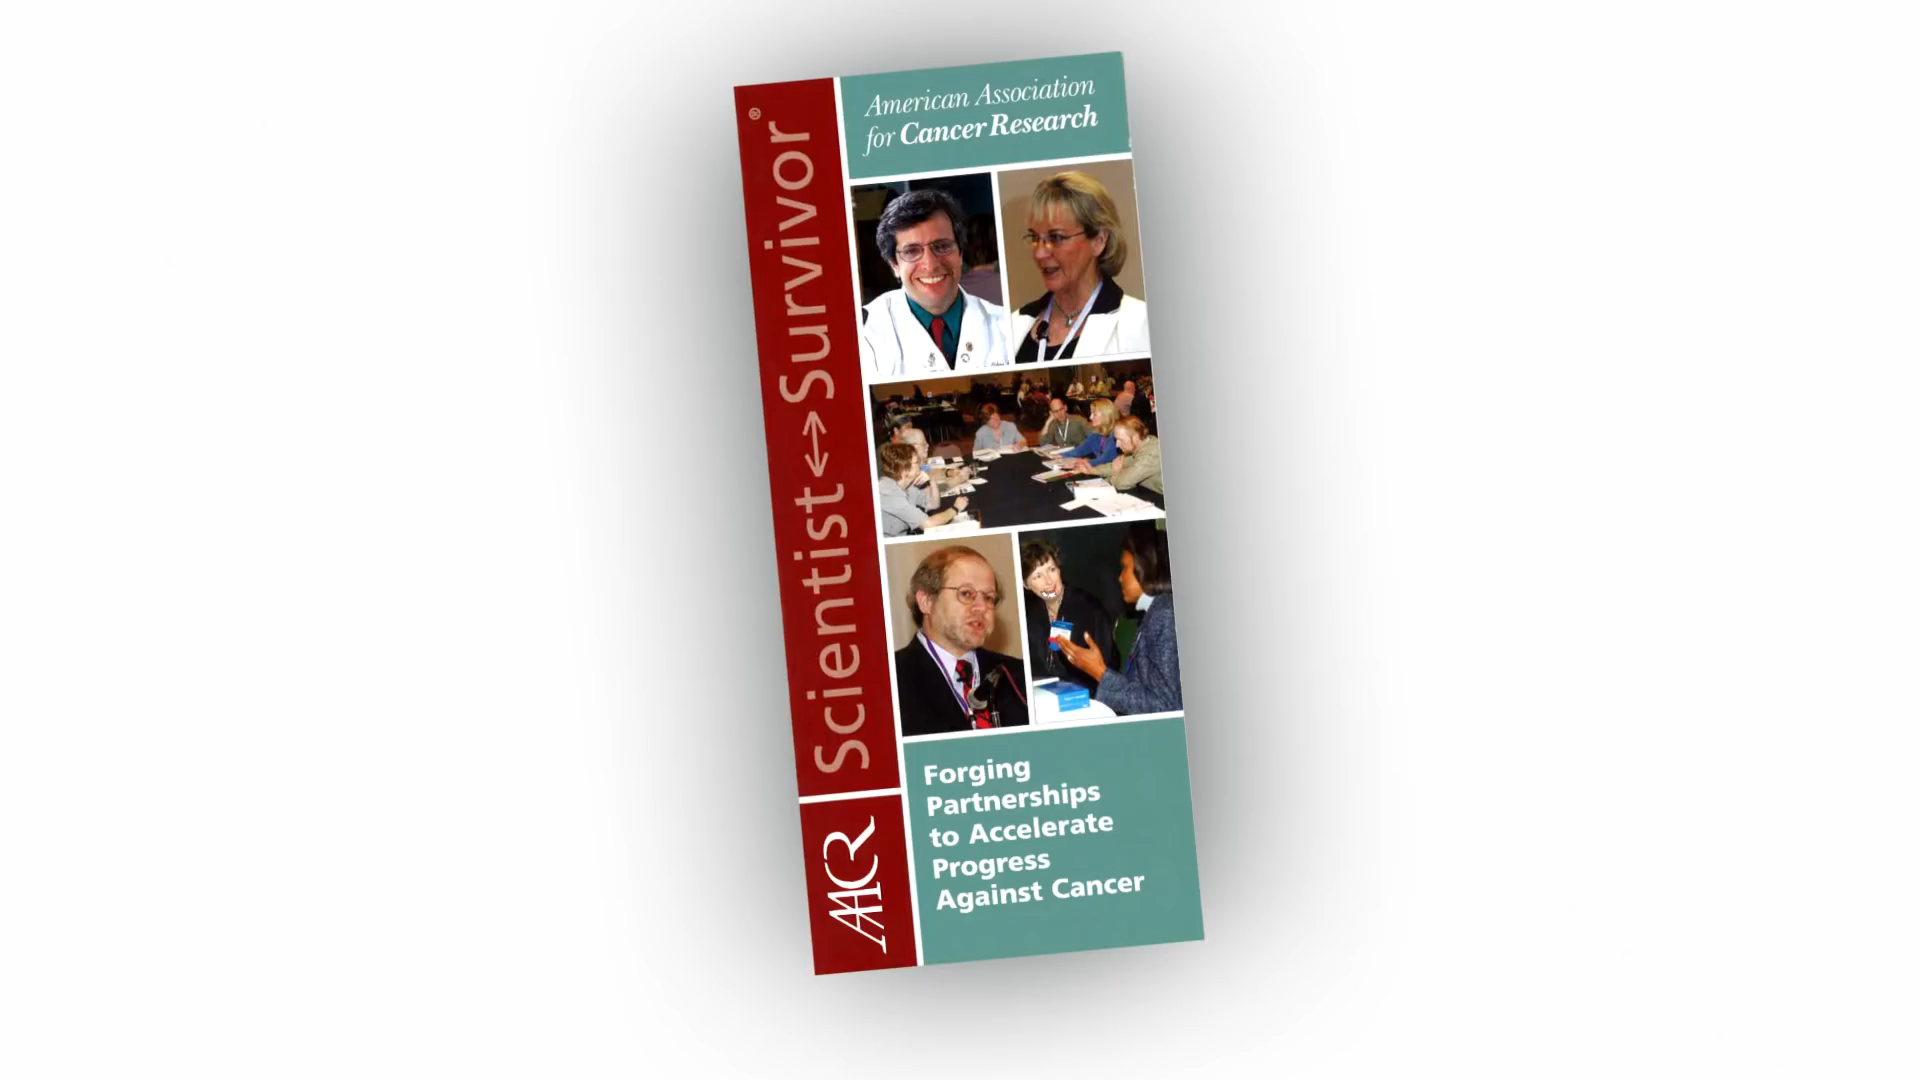 American Association
for Cancer Research
Scientist<->Survivor®
AACR
Forging
Partnerships
to Accelerate
Progress
Against Cancer